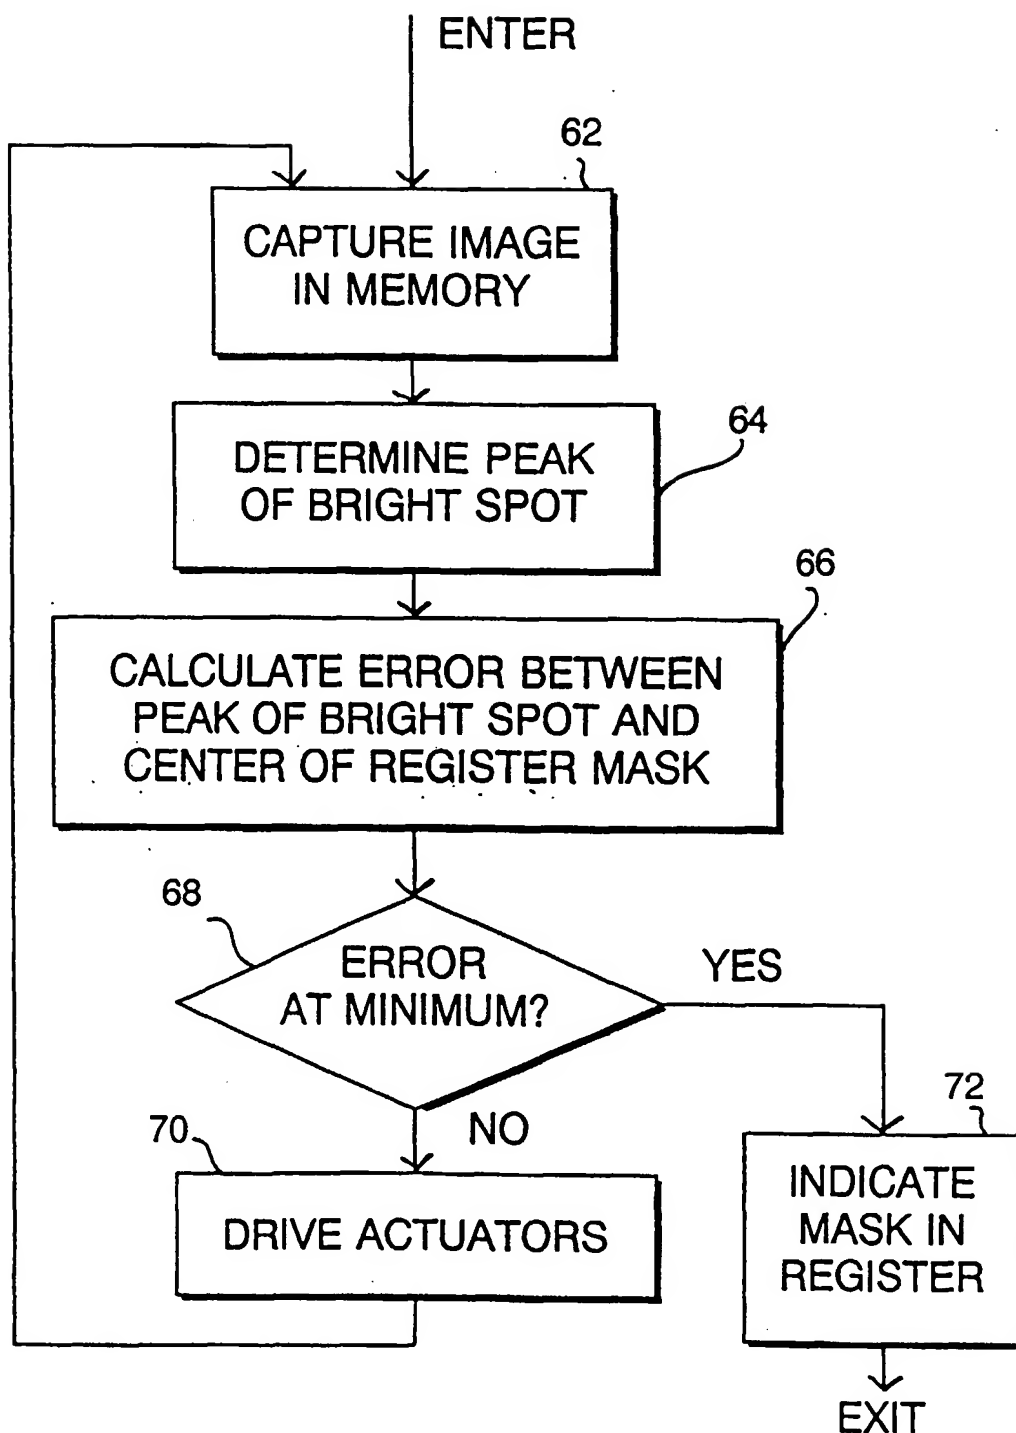 ENTER
62
CAPTURE IMAGE
IN MEMORY
64
DETERMINE PEAK
OF BRIGHT SPOT
66
CALCULATE ERROR BETWEEN
PEAK OF BRIGHT SPOT AND
CENTER OF REGISTER MASK
68
ERROR
AT MINIMUM?
YES
NO
70
DRIVE ACTUATORS
72
INDICATE
MASK IN
REGISTER
EXIT